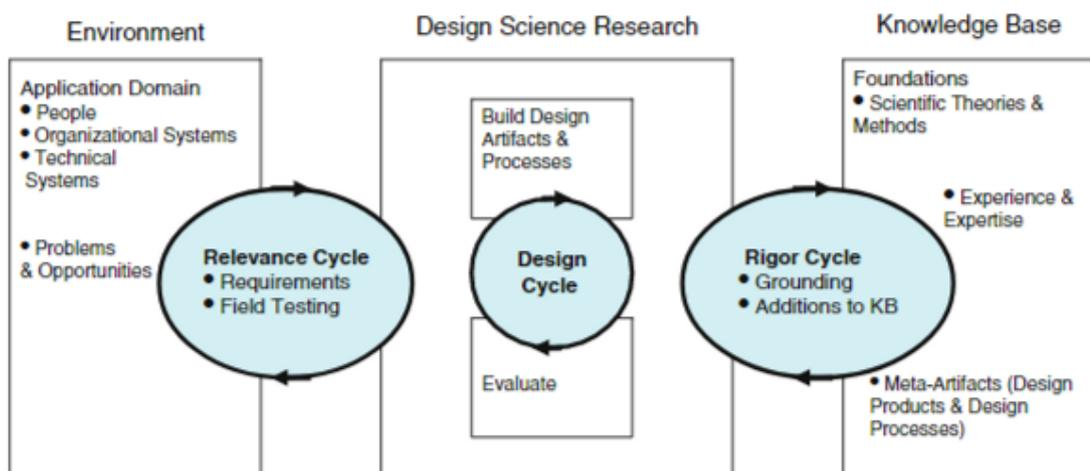 Environment
Design Science Research
Knowledge Base
Application Domain
• People
• Organizational Systems
• Technical
Systems
• Problems
& Opportunities
Relevance Cycle
• Requirements
• Field Testing
Build Design
Artifacts &
Processes
Design
Cycle
Evaluate
Rigor Cycle
• Grounding
• Additions to KB
Foundations
• Scientific Theories &
Methods
• Experience &
Expertise
• Meta-Artifacts (Design
Products & Design
Processes)